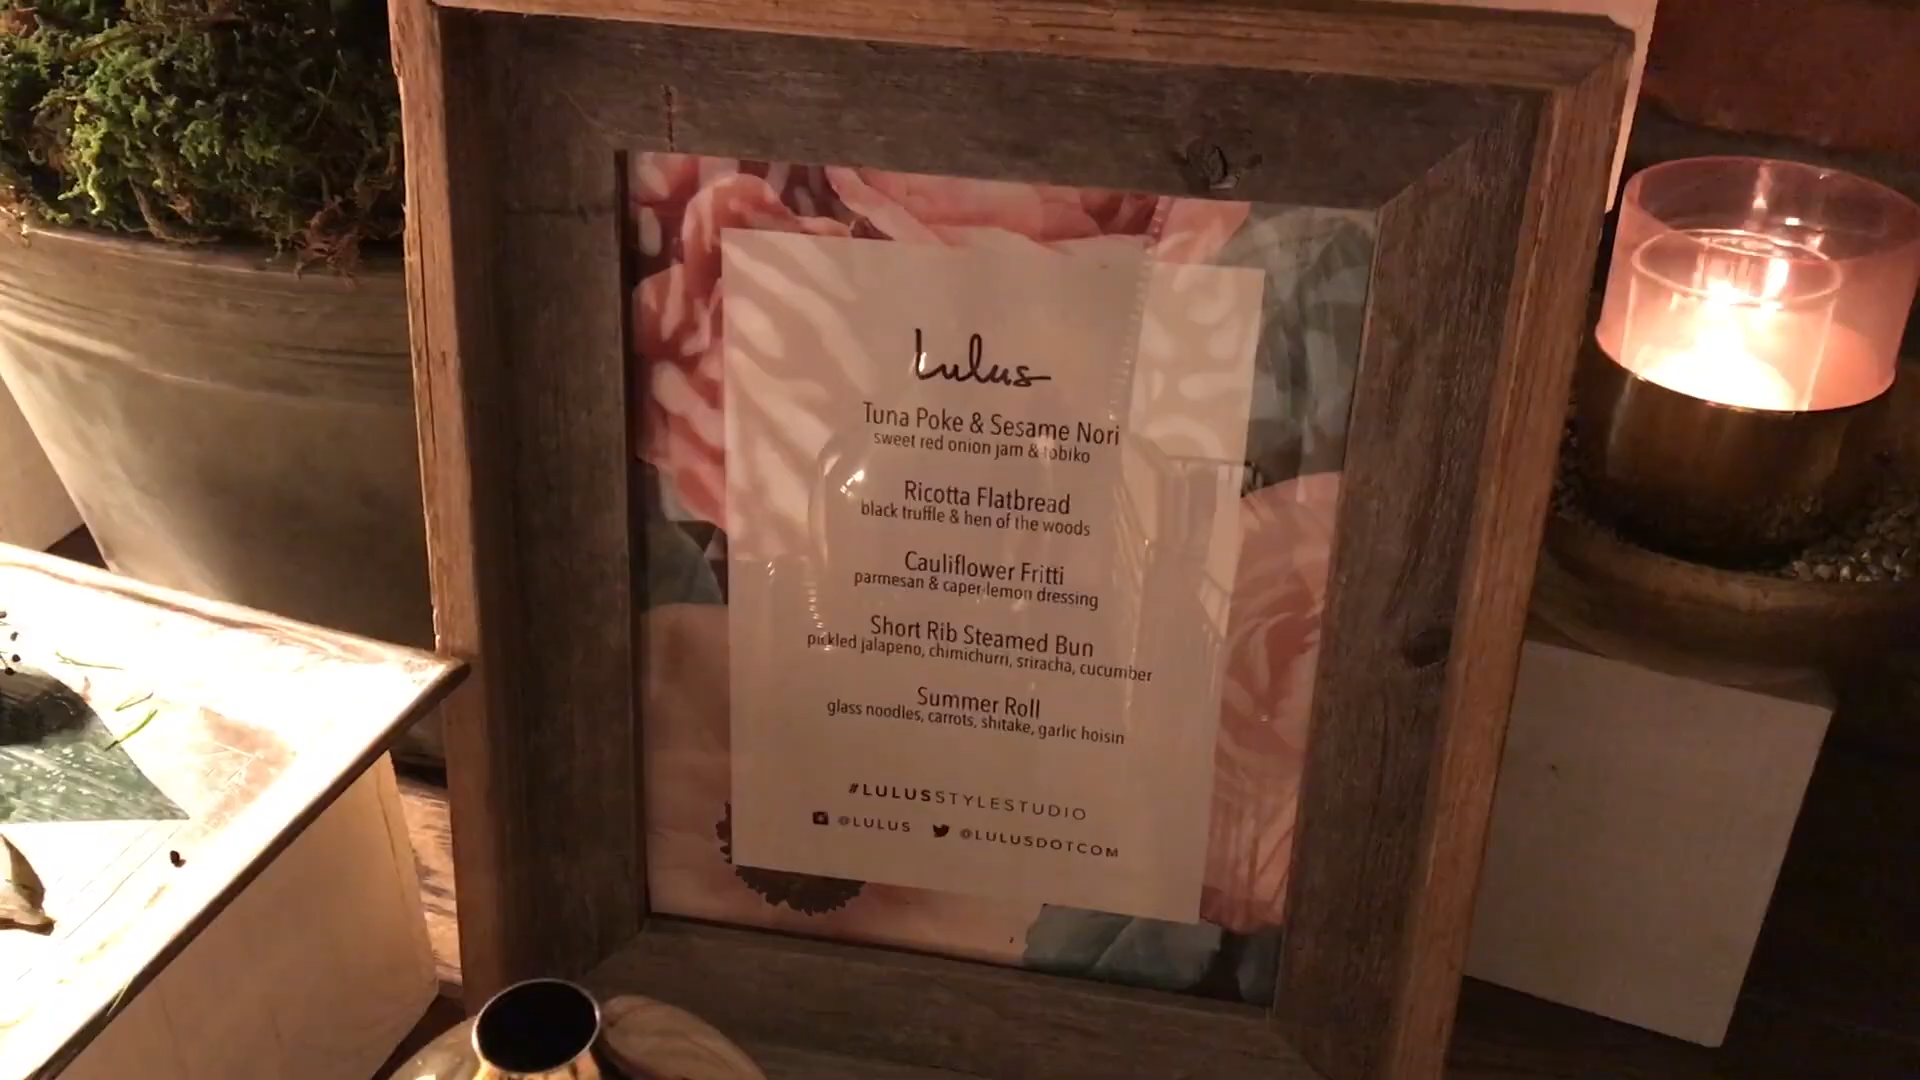 Lulus
Tuna Poke & Sesame Nori
sweet red onion jam & tobiko
Ricotta Flatbread
black truffle & hen of the woods
Cauliflower Fritti
parmesan & caper lemon dressing
Short Rib Steamed Bun
pickled jalapeno, chimichurri, sriracha, cucumber
Summer Roll
glass noodles, carrots, shitake, garlic hoisin
#LULUSSTYLESTUDIO
@LULUS @LULUSDOTCOM